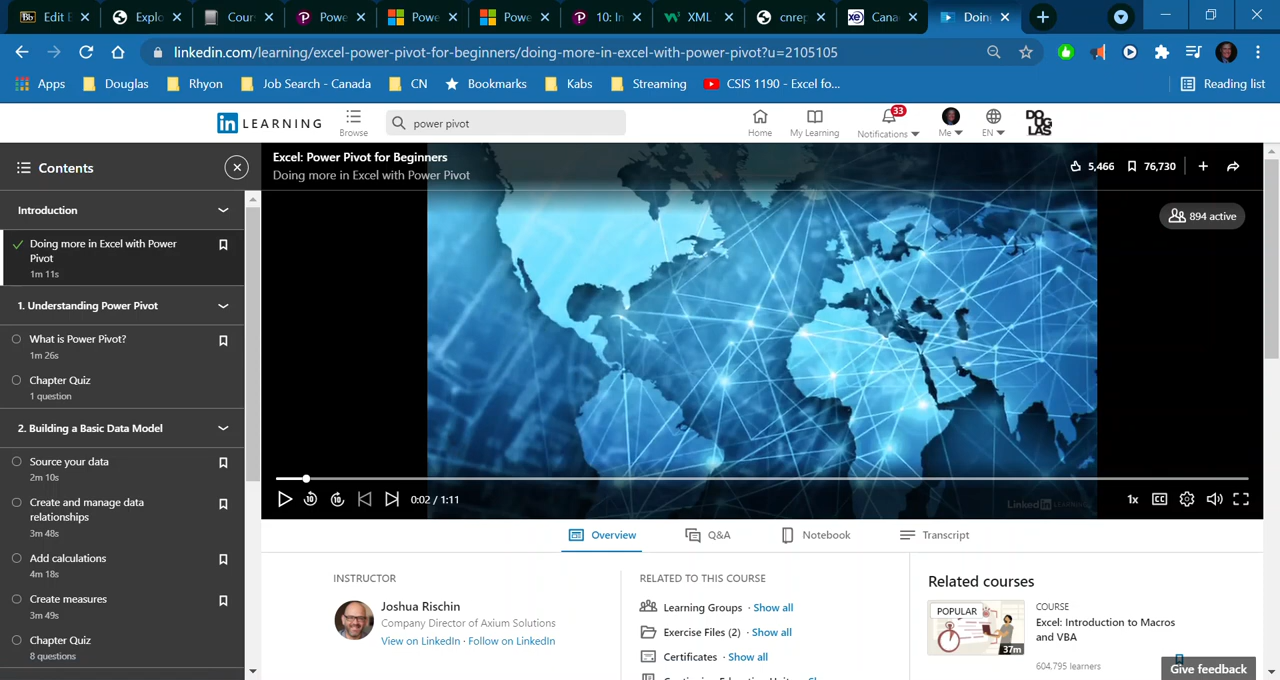 Edit E
Explo
Cours
Powe
Powe
Powe
10: In
XML
cnrep
Cana
Doin
linkedin.com/learning/excel-power-pivot-for-beginners/doing-more-in-excel-with-power-pivot?u=2105105
Apps
Douglas
Rhyon
Job Search - Canada
CN
Bookmarks
Kabs
Streaming
CSIS 1190 - Excel fo...
Reading list
in LEARNING
Browse
power pivot
Home
My Learning
33
Notifications
Me
EN
DOUGLAS
Contents
Introduction
Doing more in Excel with Power
Pivot
1m 11s
1. Understanding Power Pivot
What is Power Pivot?
1m 26s
Chapter Quiz
1 question
2. Building a Basic Data Model
Source your data
2m 10s
Create and manage data
relationships
3m 48s
Add calculations
4m 18s
Create measures
3m 49s
Chapter Quiz
8 questions
Excel: Power Pivot for Beginners
Doing more in Excel with Power Pivot
5,466
76,730
894 active
10
10
0:02 / 1:11
1x
CC
Linked in LEARNING
Overview
Q&A
Notebook
Transcript
INSTRUCTOR
Joshua Rischin
Company Director of Axium Solutions
View on LinkedIn · Follow on LinkedIn
RELATED TO THIS COURSE
Learning Groups · Show all
Exercise Files (2) · Show all
Certificates · Show all
Related courses
POPULAR
37m
COURSE
Excel: Introduction to Macros
and VBA
604,795 learners
Give feedback